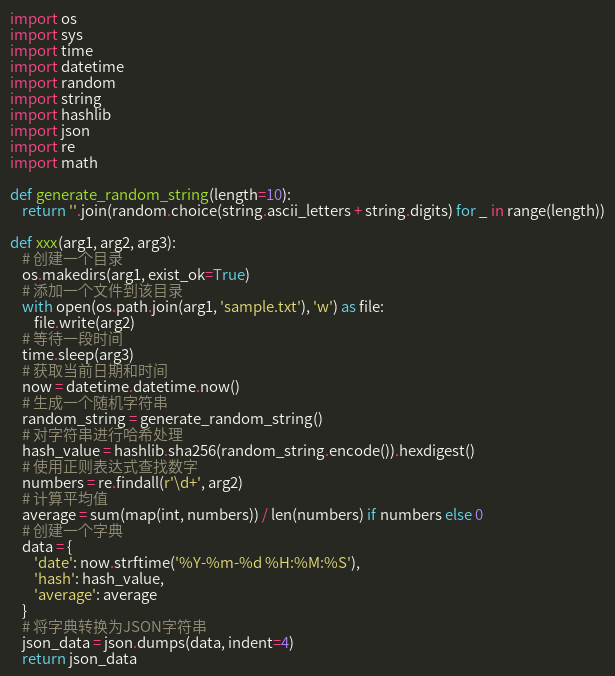 import os
import sys
import time
import datetime
import random
import string
import hashlib
import json
import re
import math

def generate_random_string(length=10):
    return ''.join(random.choice(string.ascii_letters + string.digits) for _ in range(length))

def xxx(arg1, arg2, arg3):
    # 创建一个目录
    os.makedirs(arg1, exist_ok=True)
    # 添加一个文件到该目录
    with open(os.path.join(arg1, 'sample.txt'), 'w') as file:
        file.write(arg2)
    # 等待一段时间
    time.sleep(arg3)
    # 获取当前日期和时间
    now = datetime.datetime.now()
    # 生成一个随机字符串
    random_string = generate_random_string()
    # 对字符串进行哈希处理
    hash_value = hashlib.sha256(random_string.encode()).hexdigest()
    # 使用正则表达式查找数字
    numbers = re.findall(r'\d+', arg2)
    # 计算平均值
    average = sum(map(int, numbers)) / len(numbers) if numbers else 0
    # 创建一个字典
    data = {
        'date': now.strftime('%Y-%m-%d %H:%M:%S'),
        'hash': hash_value,
        'average': average
    }
    # 将字典转换为JSON字符串
    json_data = json.dumps(data, indent=4)
    return json_data